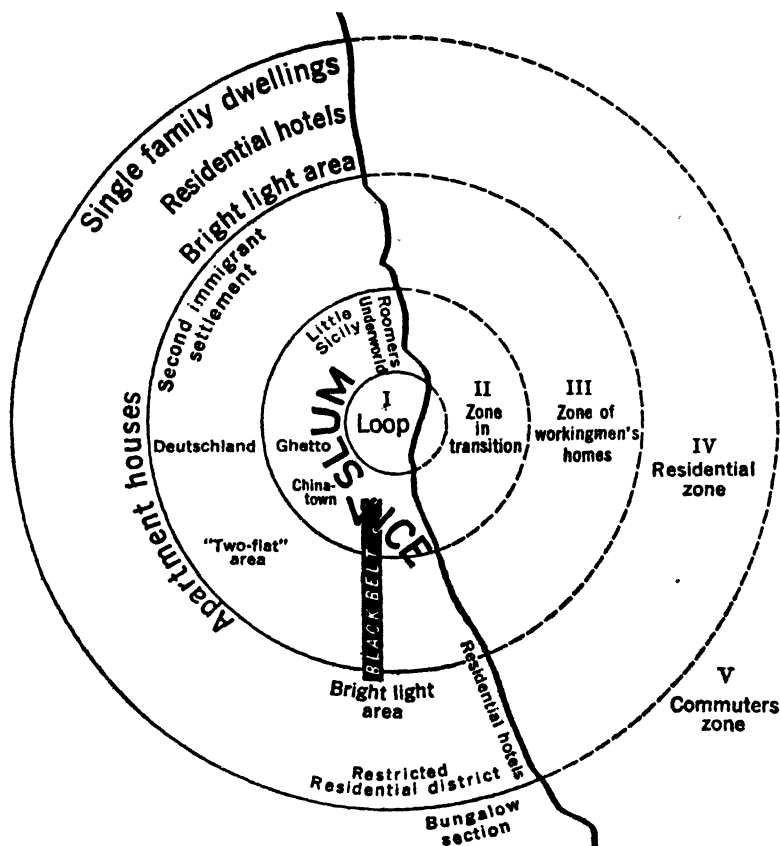 Single family dwellings
Residential hotels
Bright light area
Second immigrant
settlement
Little
Sicily
Roomers
Underworld
I
Loop
II
Zone
in
transition
III
Zone of
workingmen's
homes
IV
Residential
zone
V
Commuters
zone
Apartment houses
Deutschland
Ghetto
SLUM
China-
town
VICE
"Two-flat"
area
BLACK BELT
Bright light
area
Residential hotels
Restricted
Residential district
Bungalow
section